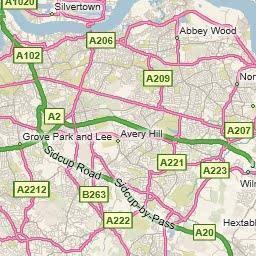 A1020
Silvertown
A102
A206
Abbey Wood
A209
Nor
A2
A207
Grove Park and Lee
Avery Hill
A221
A223
Sidcup Road
Wil
A2212
B263
Sidcup-by-Pass
A222
A20
Hextabl